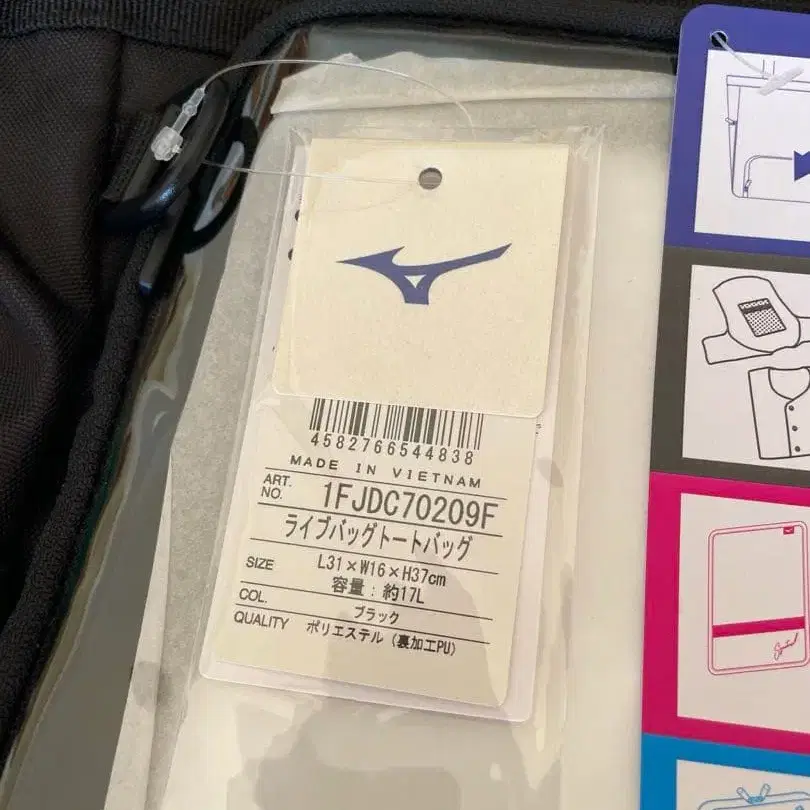 4582766544838
MADE IN VIETNAM
ART. NO. 1FJDC70209F
ライブバッグトートバッグ
SIZE L31×W16×H37cm
容量：約17L
COL. ブラック
QUALITY ポリエステル（裏加工PU）